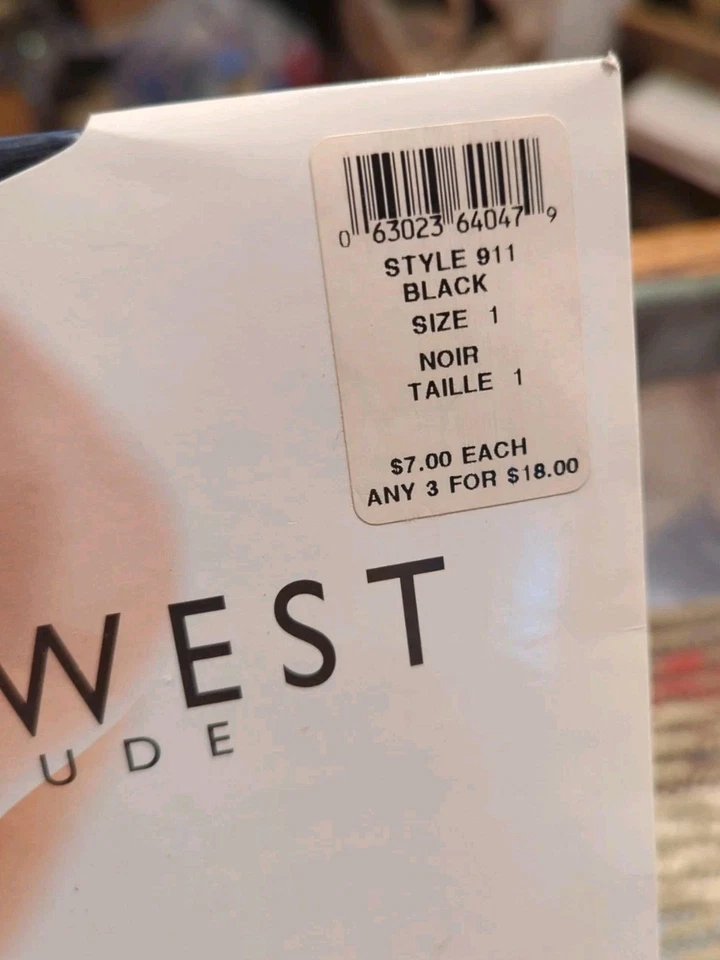 0 63023 64047 9
STYLE 911
BLACK
SIZE 1
NOIR
TAILLE 1
$7.00 EACH
ANY 3 FOR $18.00
WEST
UDE